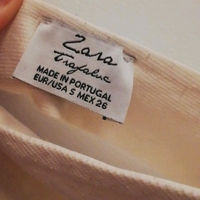 Zara
Trafaluc
MADE IN PORTUGAL
EUR/USA S MEX 26